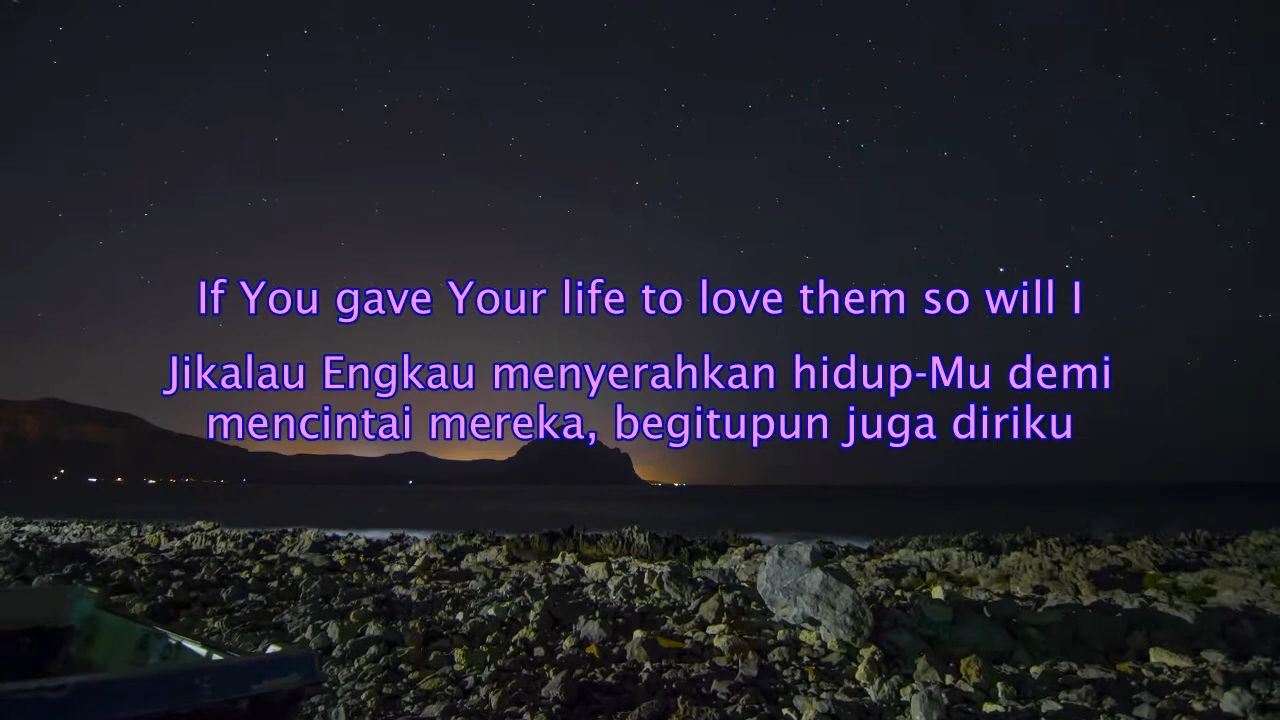 If You gave Your life to love them so will I
Jikalau Engkau menyerahkan hidup-Mu demi
mencintai mereka, begitupun juga diriku